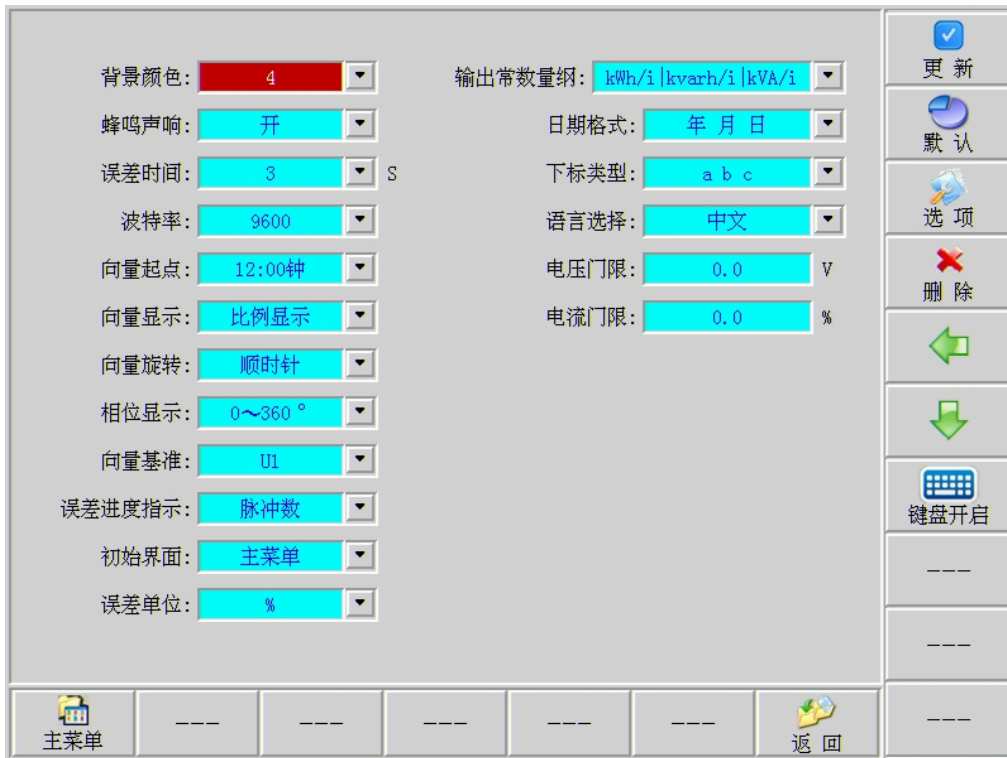 背景颜色: 4
蜂鸣声响: 开
误差时间: 3 S
波特率: 9600
向量起点: 12:00钟
向量显示: 比例显示
向量旋转: 顺时针
相位显示: 0～360°
向量基准: U1
误差进度指示: 脉冲数
初始界面: 主菜单
误差单位: %
输出常数量纲: kWh/i|kvarh/i|kVA/i
日期格式: 年 月 日
下标类型: a b c
语言选择: 中文
电压门限: 0.0 V
电流门限: 0.0 %
更 新
默 认
选 项
删 除
键盘开启
---
---
---
主菜单
---
---
---
---
---
返 回